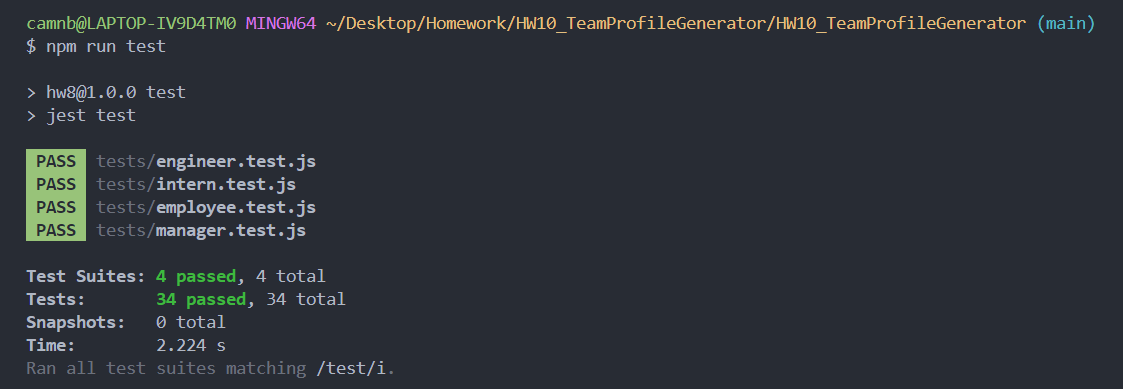 camnb@LAPTOP-IV9D4TM0 MINGW64 ~/Desktop/Homework/HW10_TeamProfileGenerator/HW10_TeamProfileGenerator (main)
$ npm run test
> hw8@1.0.0 test
> jest test
PASS tests/engineer.test.js
PASS tests/intern.test.js
PASS tests/employee.test.js
PASS tests/manager.test.js
Test Suites: 4 passed, 4 total
Tests: 34 passed, 34 total
Snapshots: 0 total
Time: 2.224 s
Ran all test suites matching /test/i.